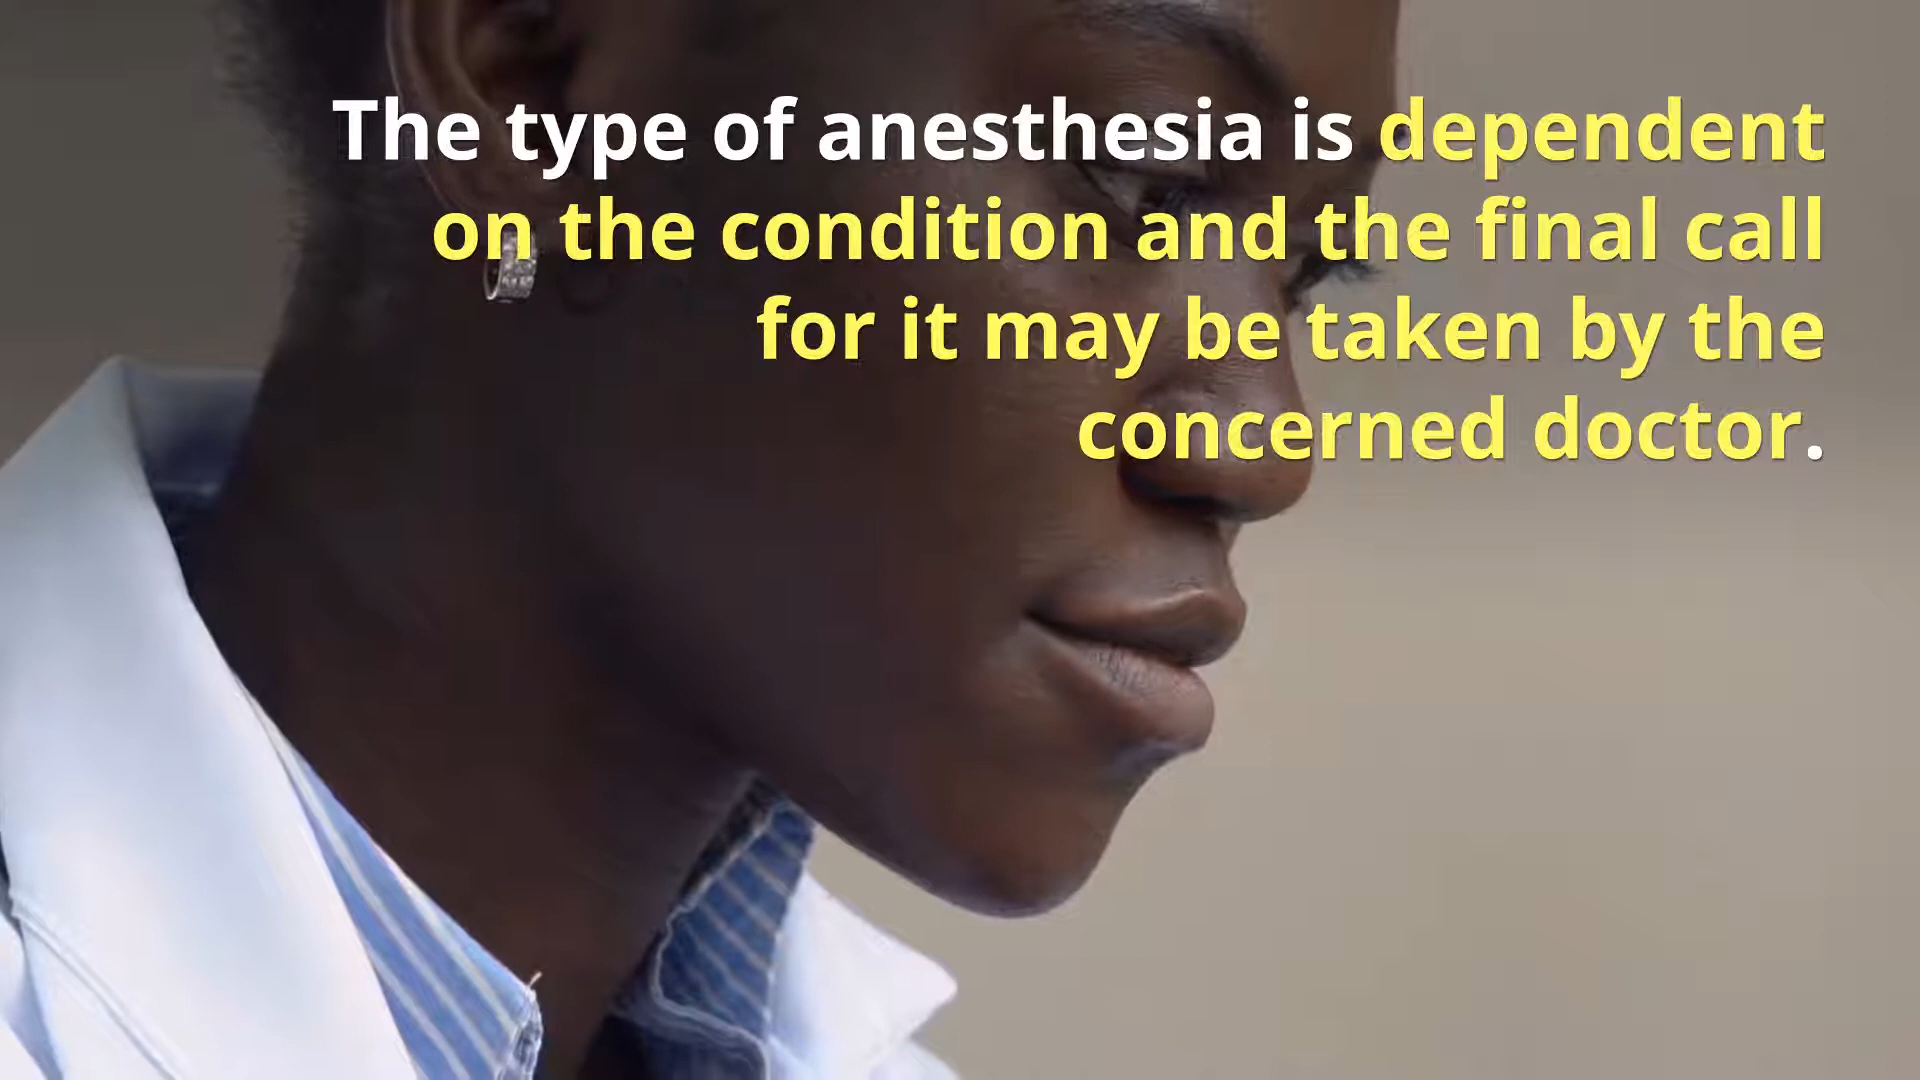 The type of anesthesia is dependent
on the condition and the final call
for it may be taken by the
concerned doctor.